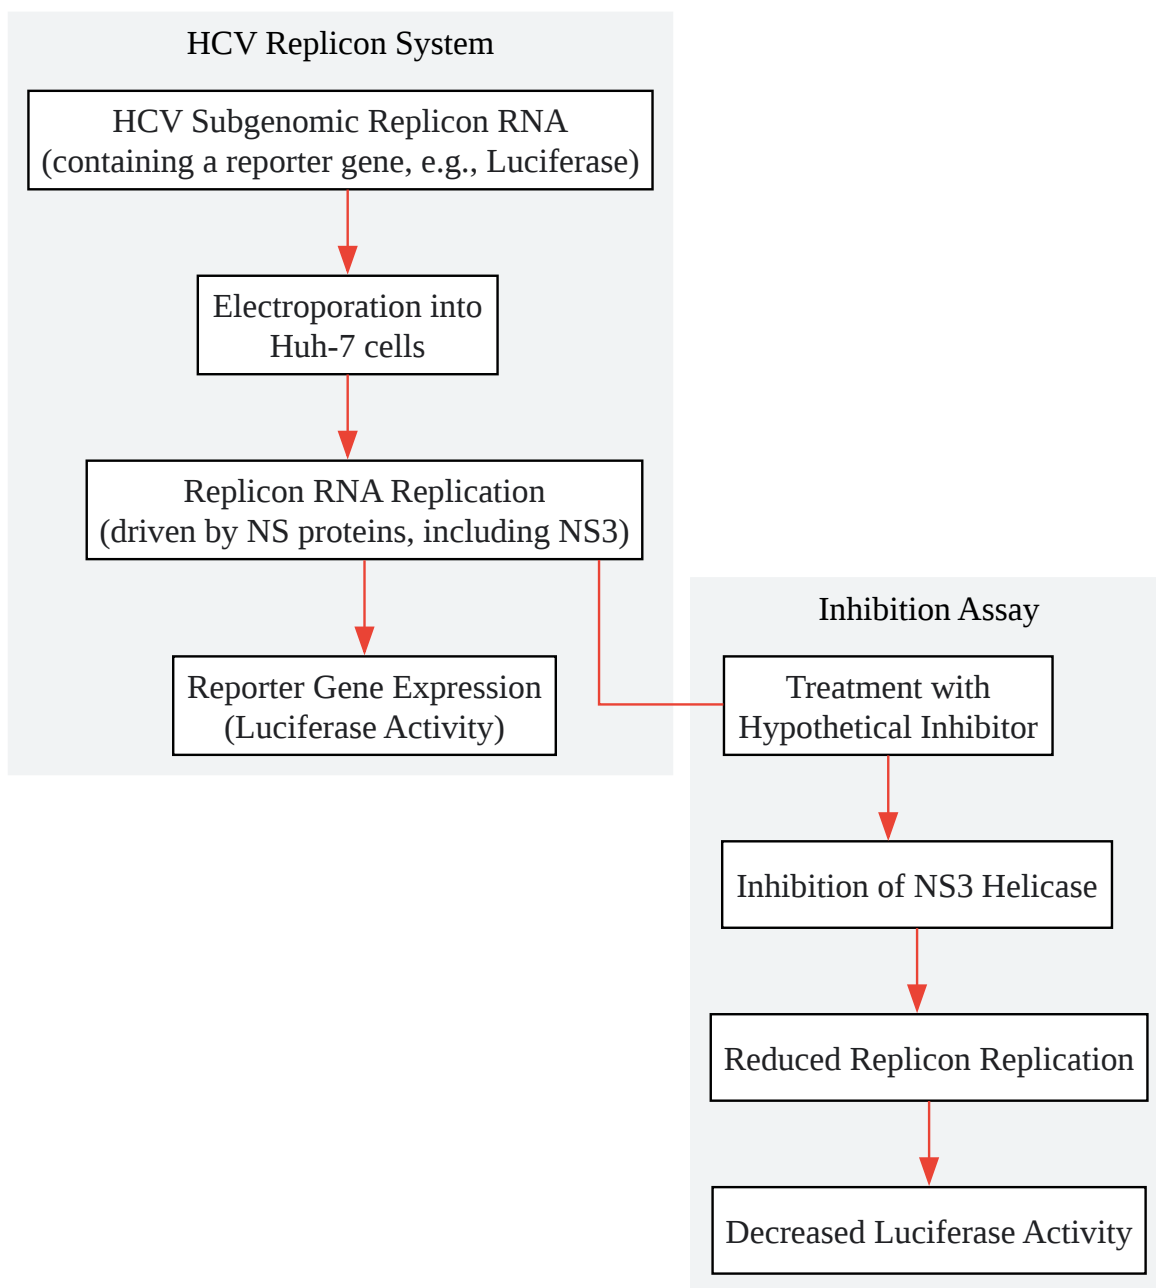 HCV Replicon System
HCV Subgenomic Replicon RNA
(containing a reporter gene, e.g., Luciferase)
Electroporation into
Huh-7 cells
Replicon RNA Replication
(driven by NS proteins, including NS3)
Reporter Gene Expression
(Luciferase Activity)
Inhibition Assay
Treatment with
Hypothetical Inhibitor
Inhibition of NS3 Helicase
Reduced Replicon Replication
Decreased Luciferase Activity